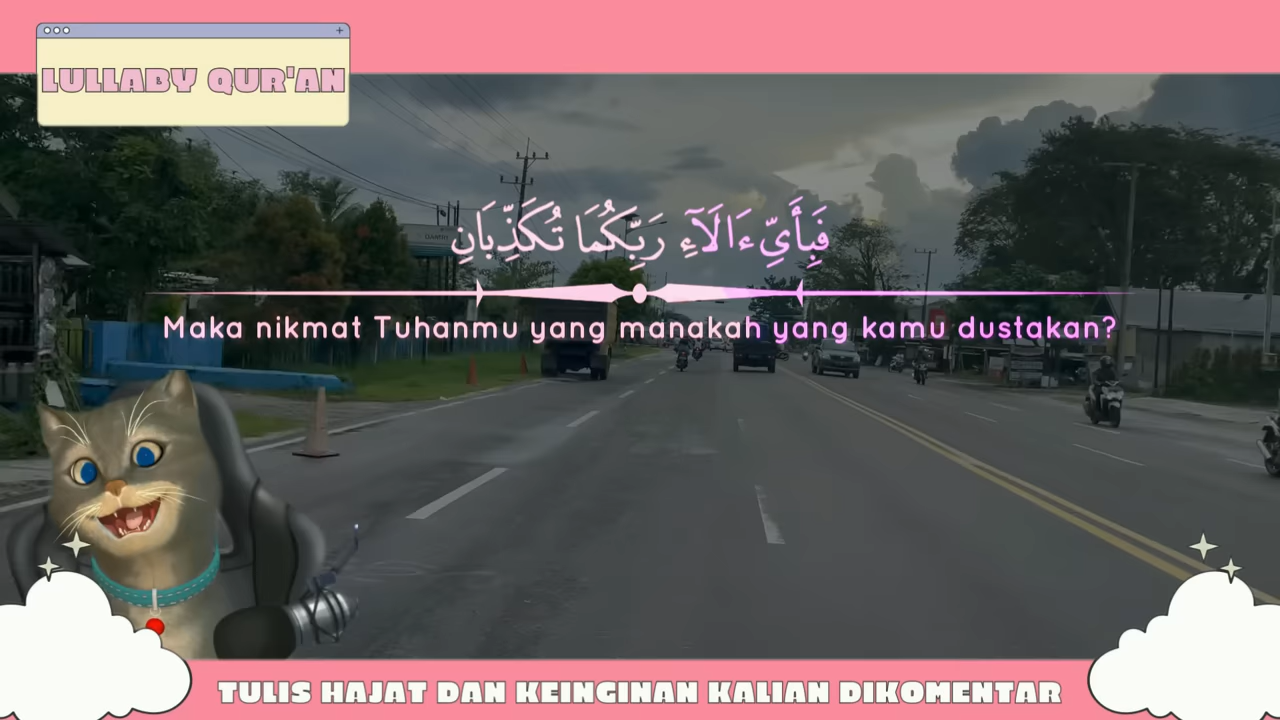 LULLABY QUR'AN
فَبِأَيِّ ءَالَآءِ رَبِّكُمَا تُكَذِّبَانِ
Maka nikmat Tuhanmu yang manakah yang kamu dustakan?
TULIS HAJAT DAN KEINGINAN KALIAN DIKOMENTAR